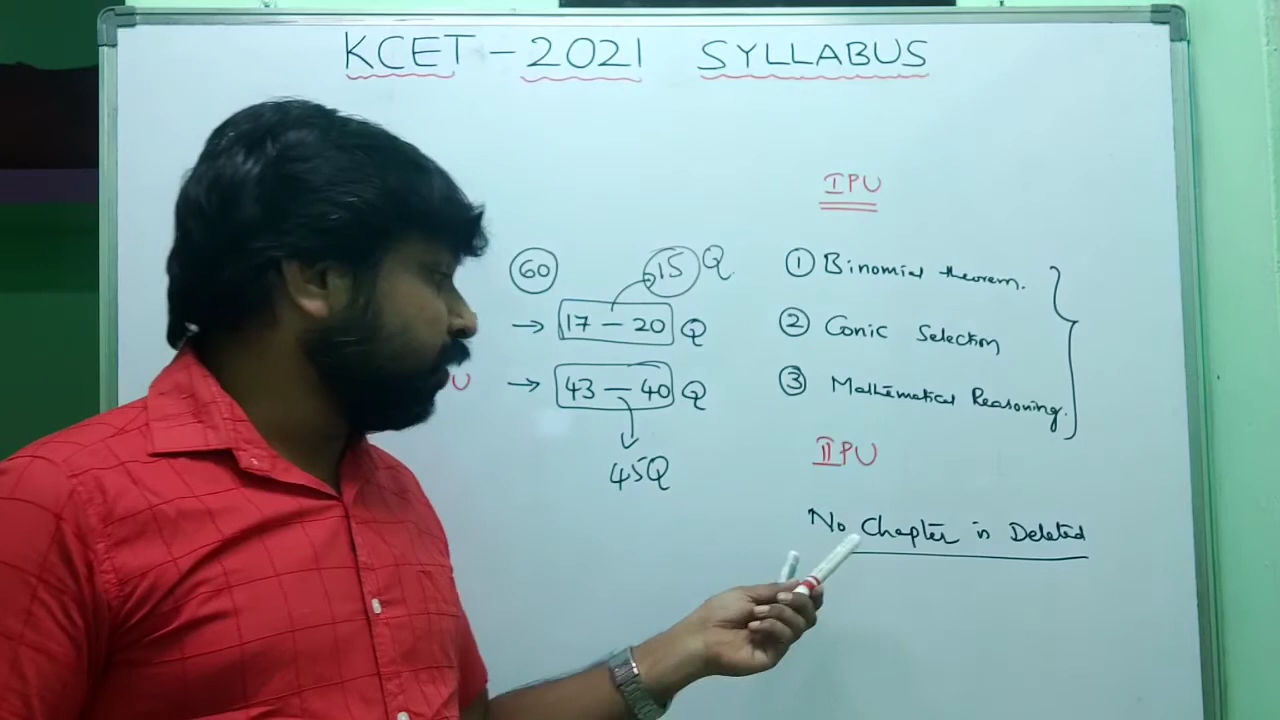 KCET - 2021 SYLLABUS
60
15 Q
→ 17 - 20 Q
U → 43 - 40 Q
45Q
I PU
1 Binomial theorem.
2 Conic Selection
3 Mathematical Reasoning.
II PU
No Chapter is Deleted